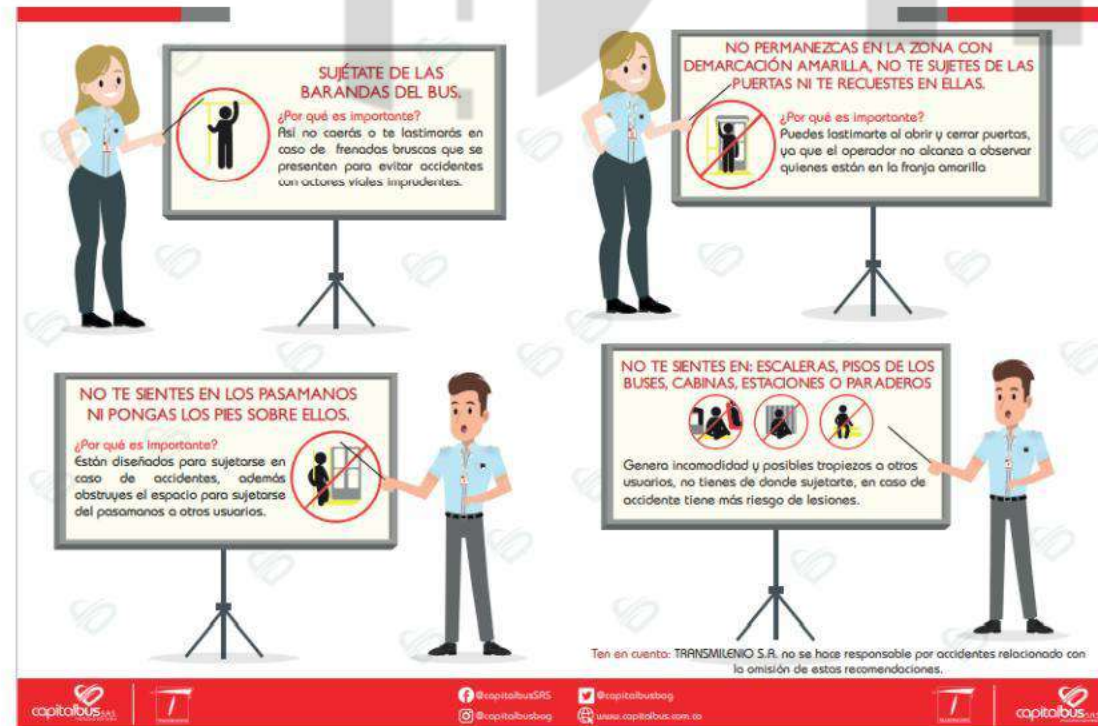 SUJÉTATE DE LAS
BARANDAS DEL BUS.
¿Por qué es importante?
Así no caerás o te lastimarás en
caso de frenadas bruscas que se
presenten para evitar accidentes
con actores viales imprudentes.
NO PERMANEZCAS EN LA ZONA CON
DEMARCACIÓN AMARILLA, NO TE SUJETES DE LAS
PUERTAS NI TE RECUESTES EN ELLAS.
¿Por qué es importante?
Puedes lastimarte al abrir y cerrar puertas,
ya que el operador no alcanza a observar
quienes están en la franja amarilla
NO TE SIENTES EN LOS PASAMANOS
NI PONGAS LOS PIES SOBRE ELLOS.
¿Por qué es importante?
Están diseñados para sujetarse en
caso de accidentes, además
obstruyes el espacio para sujetarse
del pasamanos a otros usuarios.
NO TE SIENTES EN: ESCALERAS, PISOS DE LOS
BUSES, CABINAS, ESTACIONES O PARADEROS
Genera incomodidad y posibles tropiezos a otros
usuarios, no tienes de donde sujetarte, en caso de
accidente tiene más riesgo de lesiones.
Ten en cuenta: TRANSMILENIO S.A. no se hace responsable por accidentes relacionado con
la omisión de estas recomendaciones.
capitalbus SAS
@capitalbusSAS
@capitalbusbog
@capitalbusbog
www.capitalbus.com.co
capitalbus SAS